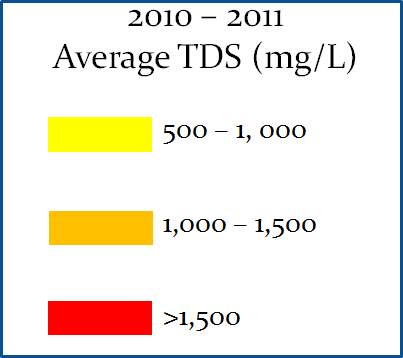 2010 – 2011
Average TDS (mg/L)
500 – 1, 000
1,000 – 1,500
>1,500